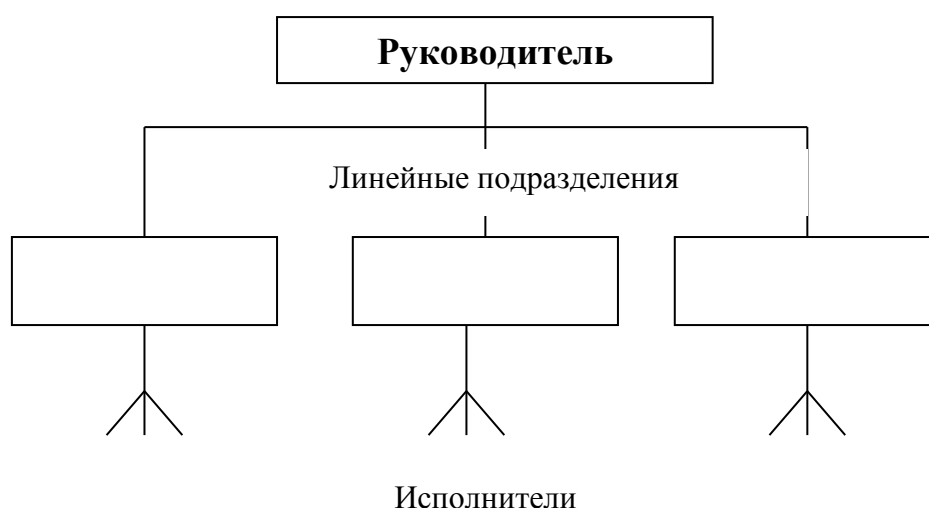 Руководитель
Линейные подразделения
Исполнители